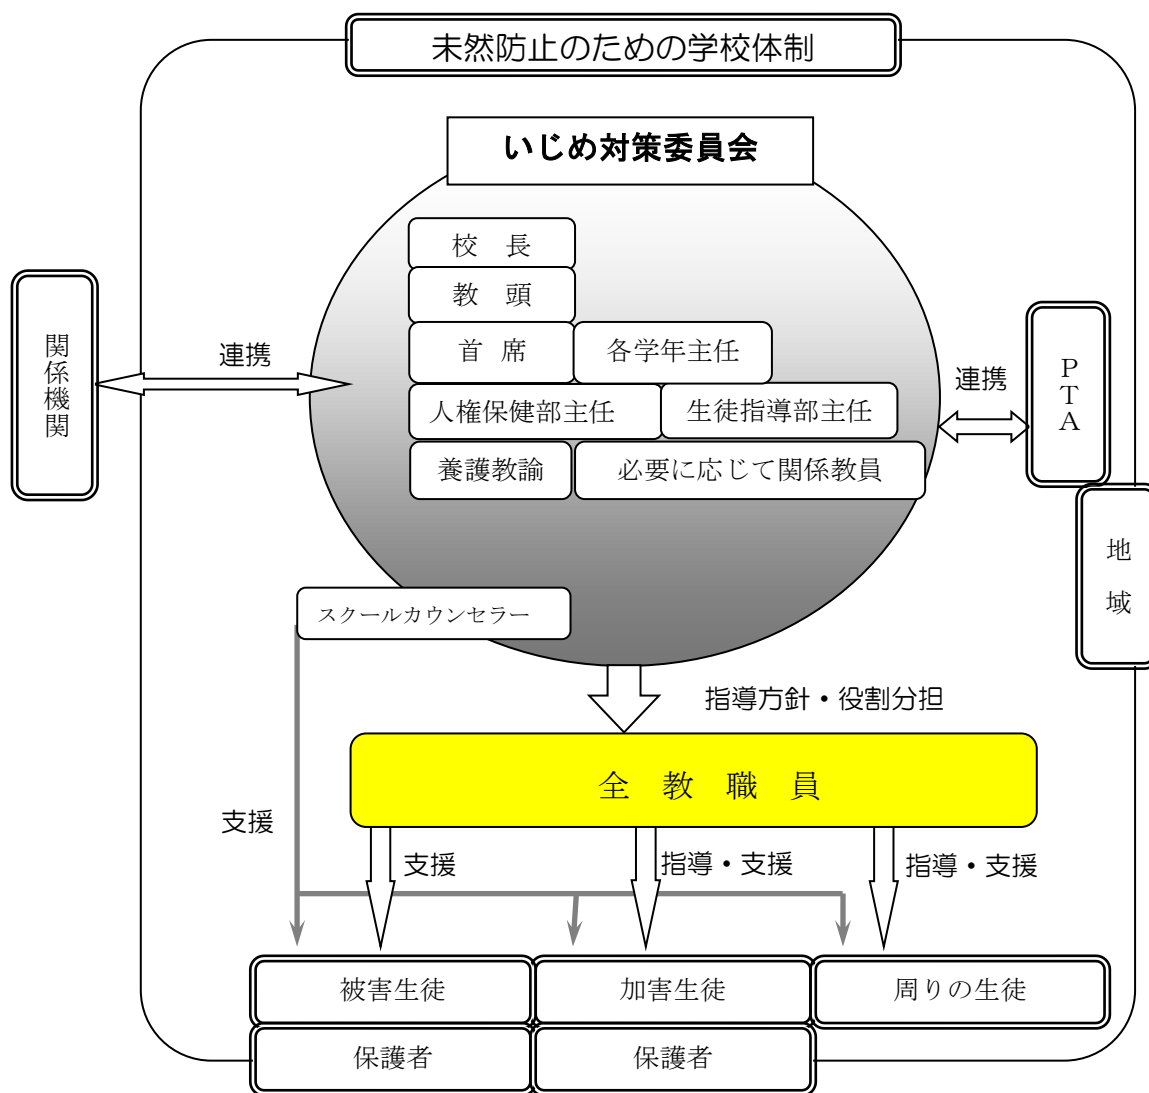 未然防止のための学校体制
いじめ対策委員会
校　長
教　頭
首 席
各学年主任
人権保健部主任
生徒指導部主任
養護教諭
必要に応じて関係教員
関係機関
連携
連携
PTA
地域
スクールカウンセラー
指導方針・役割分担
全　教　職　員
支援
支援
指導・支援
指導・支援
被害生徒
加害生徒
周りの生徒
保護者
保護者